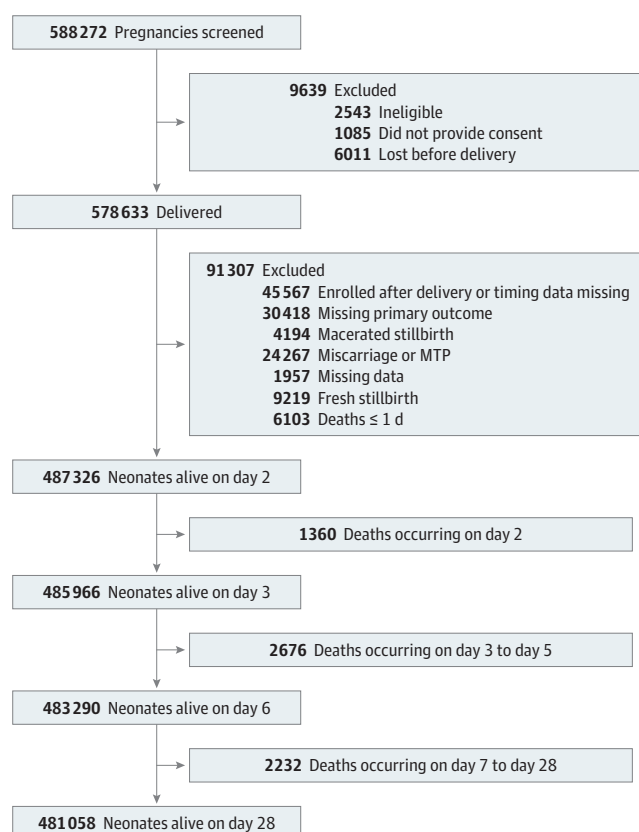 588272 Pregnancies screened
9639 Excluded
2543 Ineligible
1085 Did not provide consent
6011 Lost before delivery
578633 Delivered
91307 Excluded
45567 Enrolled after delivery or timing data missing
30418 Missing primary outcome
4194 Macerated stillbirth
24267 Miscarriage or MTP
1957 Missing data
9219 Fresh stillbirth
6103 Deaths ≤ 1 d
487326 Neonates alive on day 2
1360 Deaths occurring on day 2
485966 Neonates alive on day 3
2676 Deaths occurring on day 3 to day 5
483290 Neonates alive on day 6
2232 Deaths occurring on day 7 to day 28
481058 Neonates alive on day 28